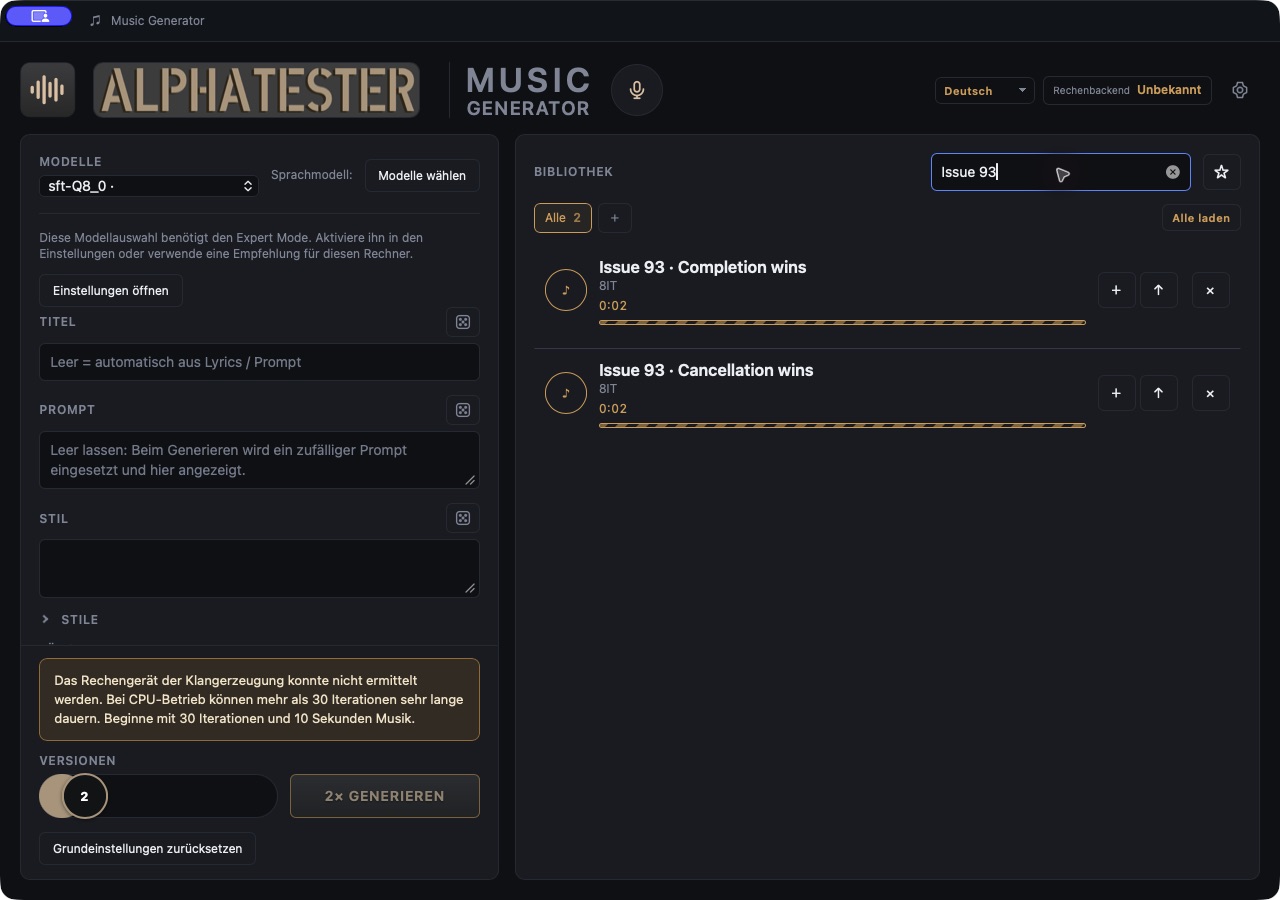 Music Generator
ALPHATESTER
MUSIC
GENERATOR
Deutsch
Rechenbackend Unbekannt
MODELLE
sft-Q8_0 ·
Sprachmodell:
Modelle wählen
Diese Modellauswahl benötigt den Expert Mode. Aktiviere ihn in den
Einstellungen oder verwende eine Empfehlung für diesen Rechner.
Einstellungen öffnen
TITEL
Leer = automatisch aus Lyrics / Prompt
PROMPT
Leer lassen: Beim Generieren wird ein zufälliger Prompt
eingesetzt und hier angezeigt.
STIL
STILE
Das Rechengerät der Klangerzeugung konnte nicht ermittelt
werden. Bei CPU-Betrieb können mehr als 30 Iterationen sehr lange
dauern. Beginne mit 30 Iterationen und 10 Sekunden Musik.
VERSIONEN
2
2× GENERIEREN
Grundeinstellungen zurücksetzen
BIBLIOTHEK
Issue 93
Alle 2
+
Alle laden
Issue 93 · Completion wins
8IT
0:02
+ ↑ ×
Issue 93 · Cancellation wins
8IT
0:02
+ ↑ ×